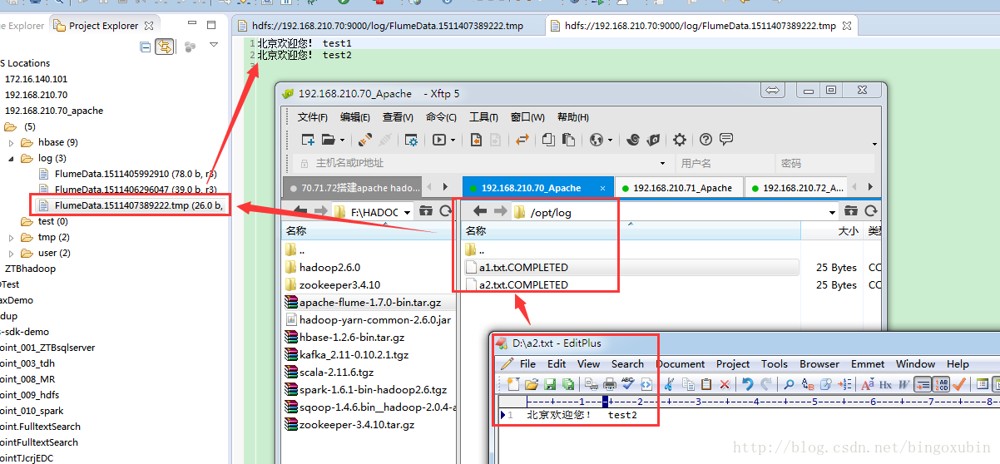 e Explorer
Project Explorer
hdfs://192.168.210.70:9000/log/FlumeData.1511407389222.tmp
hdfs://192.168.210.70:9000/log/FlumeData.1511407389222.tmp
S Locations
172.16.140.101
192.168.210.70
192.168.210.70_apache
(5)
hbase (9)
log (3)
FlumeData.1511405992910 (78.0 b, r3)
FlumeData.1511406296047 (39.0 b, r3)
FlumeData.1511407389222.tmp (26.0 b,
test (0)
tmp (2)
user (2)
ZTBhadoop
OTest
axDemo
dup
s-sdk-demo
oint_001_ZTBsqlserver
oint_003_tdh
oint_008_MR
oint_009_hdfs
oint_010_spark
oint.FulltextSearch
ointFulltextSearch
ointTJcrjEDC
1 北京欢迎您! test1
2 北京欢迎您! test2
3
192.168.210.70_Apache - Xftp 5
文件(F) 编辑(E) 查看(V) 命令(C) 工具(T) 窗口(W) 帮助(H)
主机名或IP地址 用户名 密码
70.71.72搭建apache hado...
192.168.210.70_Apache
192.168.210.71_Apache
192.168.210.72_A...
F:\HADOC
/opt/log
名称
..
hadoop2.6.0
zookeeper3.4.10
apache-flume-1.7.0-bin.tar.gz
hadoop-yarn-common-2.6.0.jar
hbase-1.2.6-bin.tar.gz
kafka_2.11-0.10.2.1.tgz
scala-2.11.6.tgz
spark-1.6.1-bin-hadoop2.6.tgz
sqoop-1.4.6.bin__hadoop-2.0.4-a
zookeeper-3.4.10.tar.gz
名称 大小 类型
..
a1.txt.COMPLETED 25 Bytes CO
a2.txt.COMPLETED 25 Bytes CO
D:\a2.txt - EditPlus
File Edit View Search Document Project Tools Browser Emmet Window Help
ABC
Hx W
----+----1----+----2----+----3----+----4----+----5----+----6----+----7----+----8-
1 北京欢迎您! test2
http://blog.csdn.net/bingoxubin